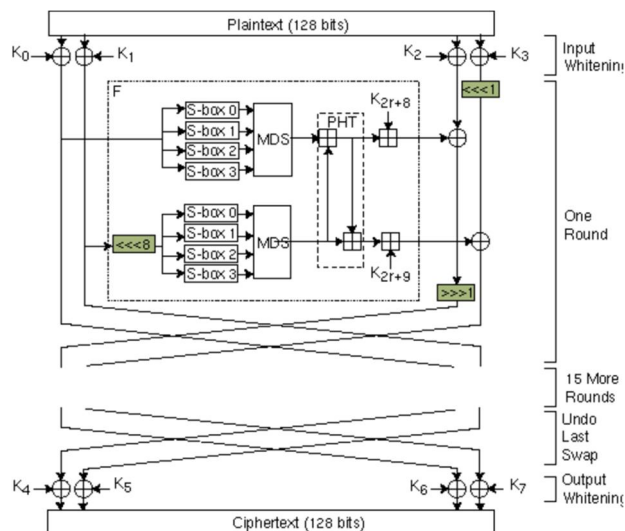 Plaintext (128 bits)
K0
K1
K2
K3
Input
Whitening
<<<1
F
S-box 0
S-box 1
S-box 2
S-box 3
MDS
PHT
K2r+8
<<<8
S-box 0
S-box 1
S-box 2
S-box 3
MDS
K2r+9
>>>1
One
Round
15 More
Rounds
Undo
Last
Swap
K4
K5
K6
K7
Output
Whitening
Ciphertext (128 bits)